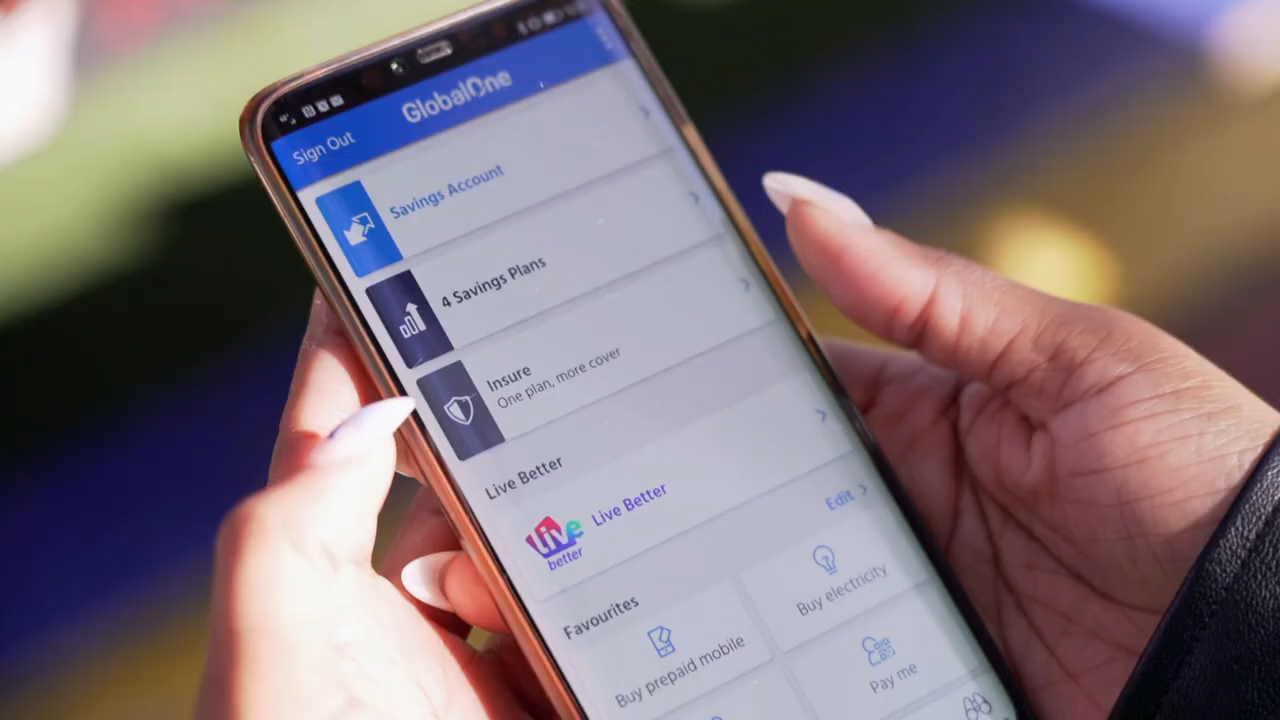 GlobalOne
Sign Out
Savings Account
4 Savings Plans
Insure
One plan, more cover
Live Better
Live better
Live Better
Edit
Favourites
Buy prepaid mobile
Buy electricity
Pay me